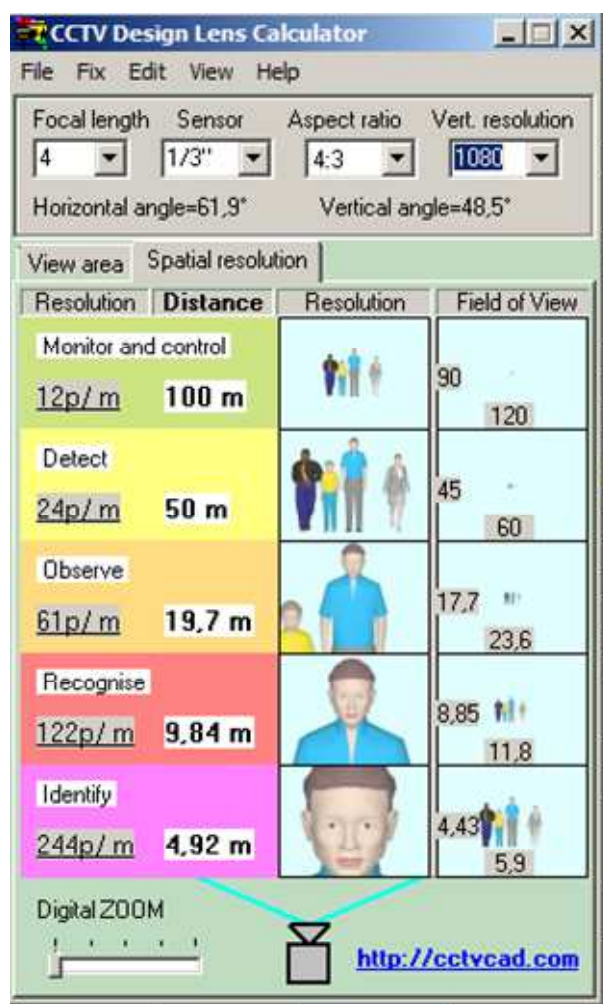 CCTV Design Lens Calculator
File Fix Edit View Help
Focal length Sensor Aspect ratio Vert. resolution
4 1/3'' 4:3 1080
Horizontal angle=61,9° Vertical angle=48,5°
View area Spatial resolution
Resolution Distance Resolution Field of View
Monitor and control
12p/ m 100 m 90 120
Detect
24p/ m 50 m 45 60
Observe
61p/ m 19,7 m 17,7 23,6
Recognise
122p/ m 9,84 m 8,85 11,8
Identify
244p/ m 4,92 m 4,43 5,9
Digital ZOOM
http://cctvcad.com